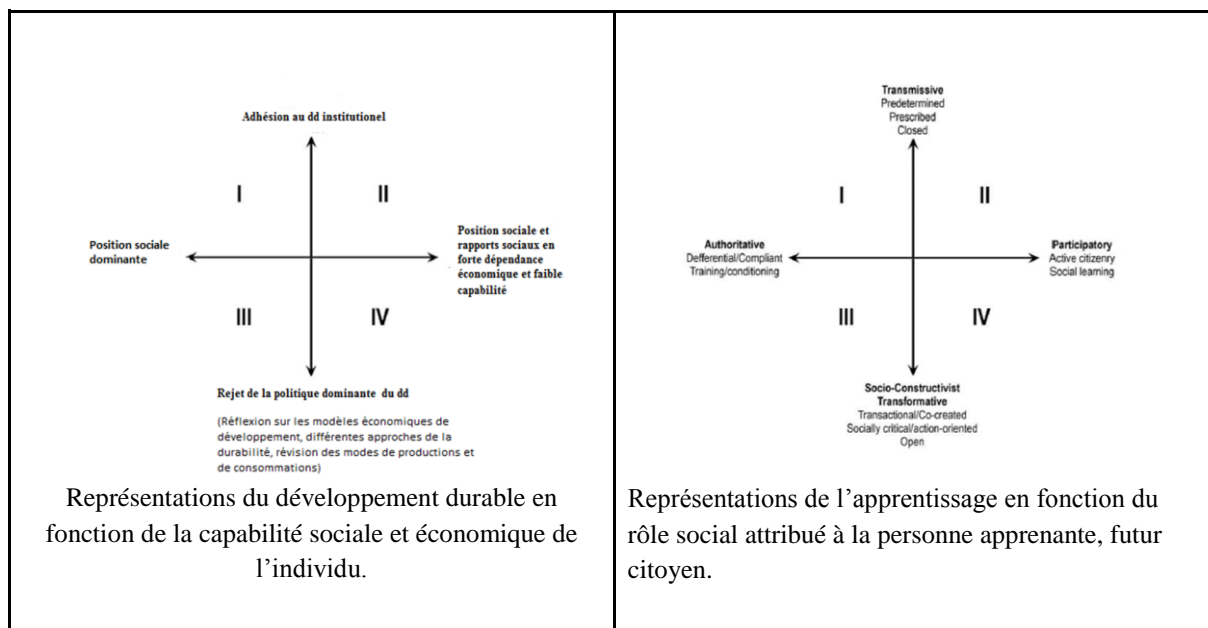 Adhésion au dd institutionel
I
II
Position sociale
dominante
Position sociale et
rapports sociaux en
forte dépendance
économique et faible
capabilité
III
IV
Rejet de la politique dominante du dd
(Réflexion sur les modèles économiques de
développement, différentes approches de la
durabilité, révision des modes de productions et
de consommations)
Représentations du développement durable en
fonction de la capabilité sociale et économique de
l’individu.
Transmissive
Predetermined
Prescribed
Closed
I
II
Authoritative
Defferential/Compliant
Training/conditioning
Participatory
Active citizenry
Social learning
III
IV
Socio-Constructivist
Transformative
Transactional/Co-created
Socially critical/action-oriented
Open
Représentations de l’apprentissage en fonction du
rôle social attribué à la personne apprenante, futur
citoyen.